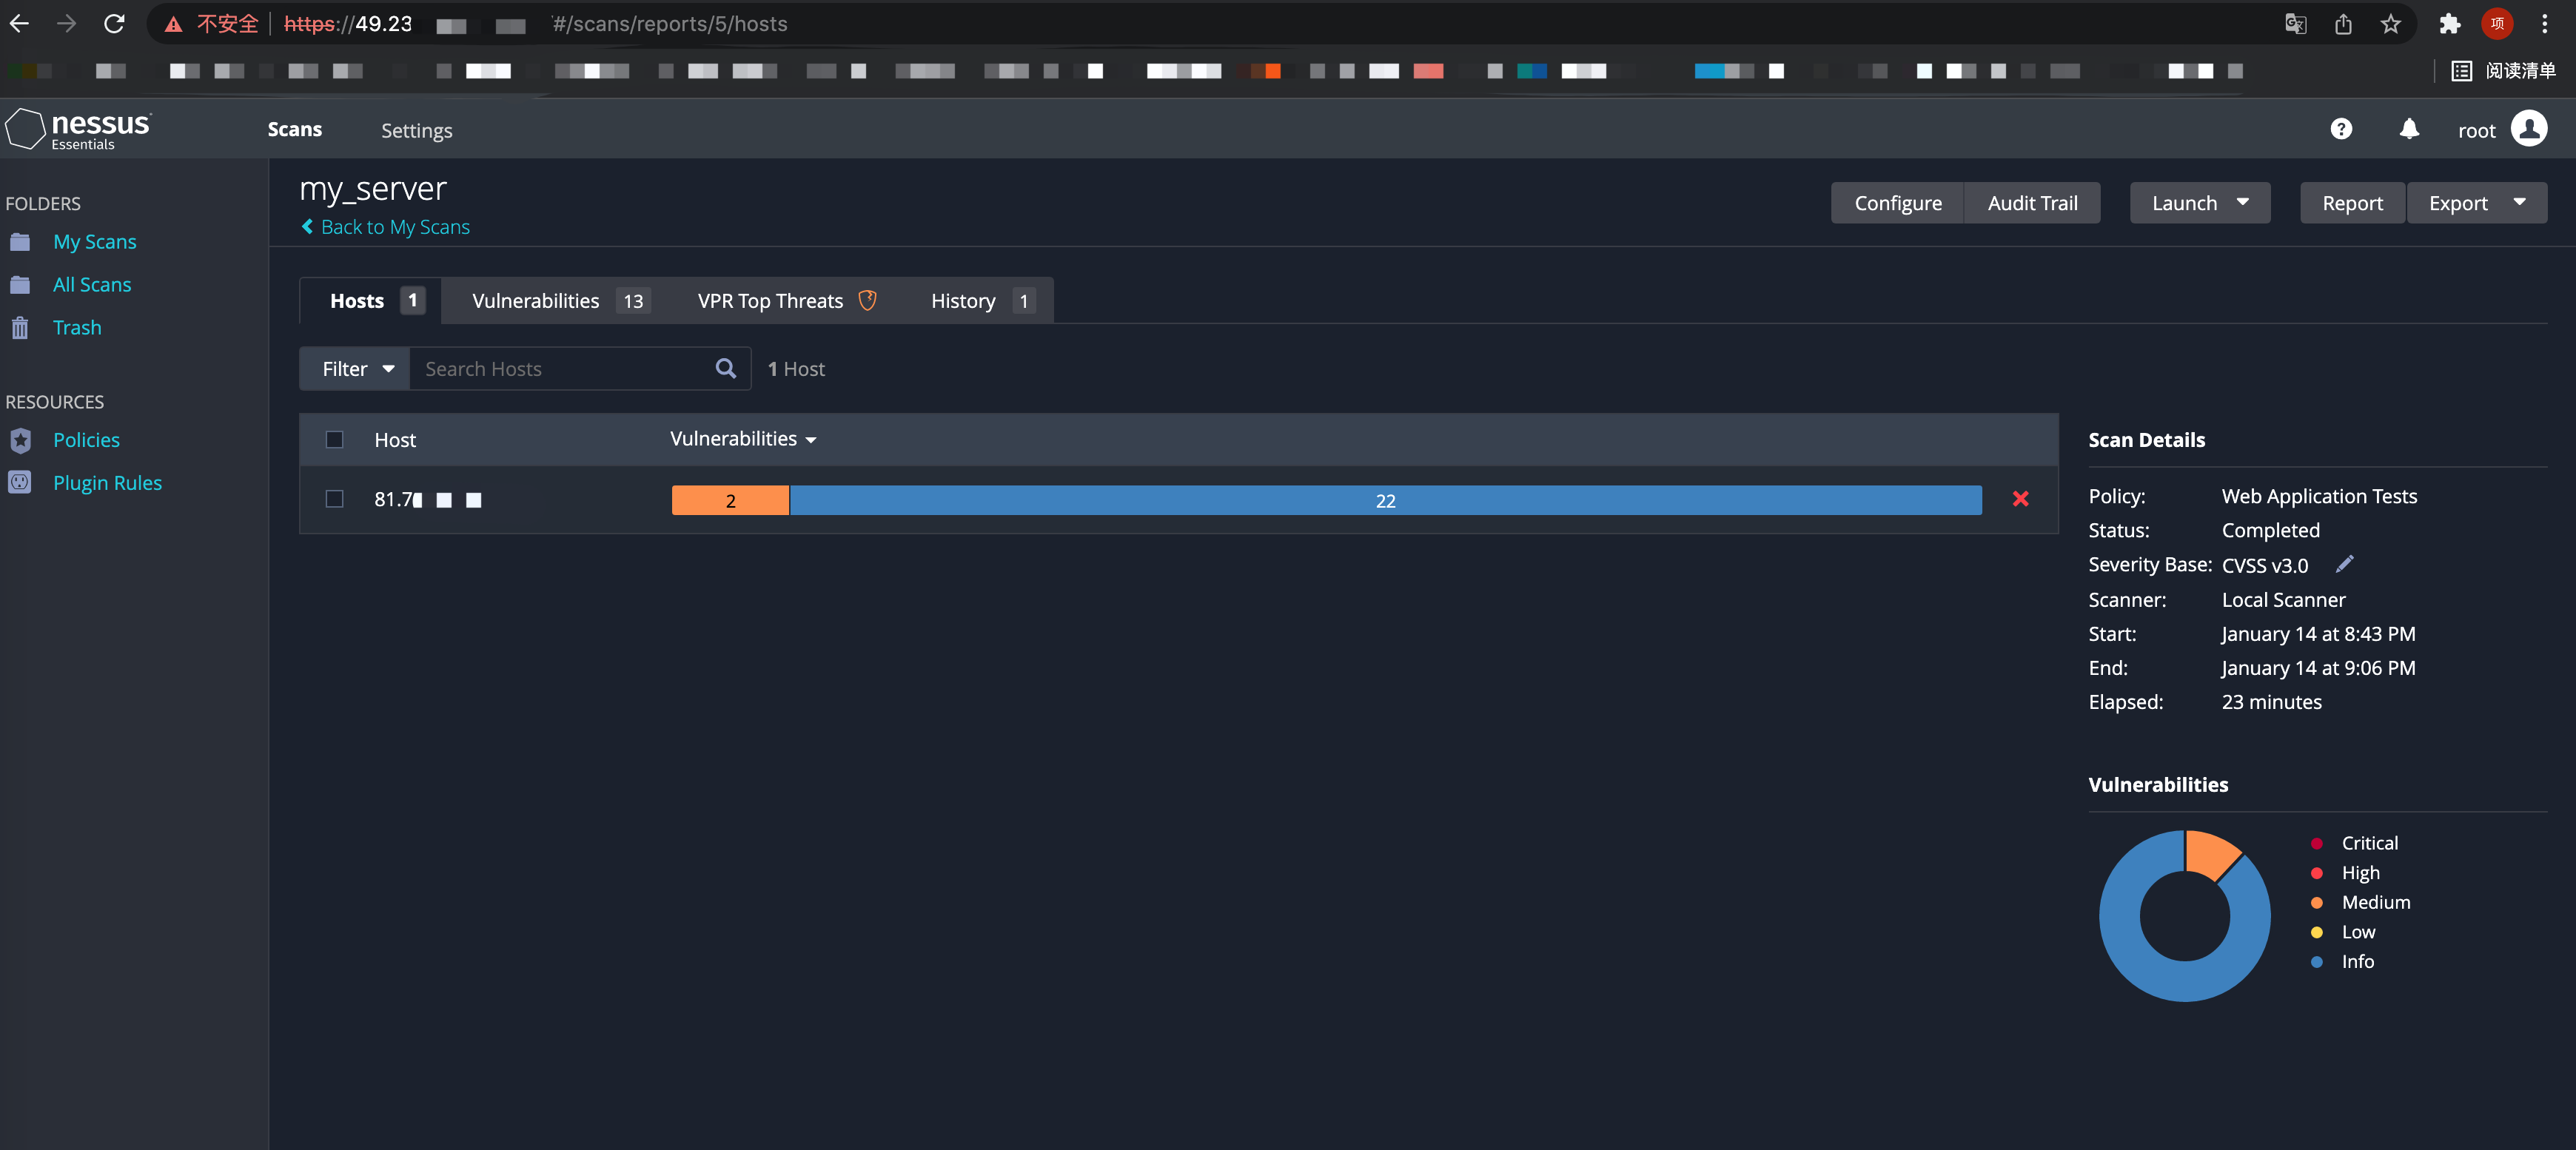 不安全 https://49.23 '#/scans/reports/5/hosts 项
阅读清单
nessus Essentials Scans Settings root
my_server
Back to My Scans
Configure Audit Trail Launch Report Export
FOLDERS
My Scans
All Scans
Trash
RESOURCES
Policies
Plugin Rules
Hosts 1 Vulnerabilities 13 VPR Top Threats History 1
Filter Search Hosts 1 Host
Host Vulnerabilities
81.7 2 22
Scan Details
Policy: Web Application Tests
Status: Completed
Severity Base: CVSS v3.0
Scanner: Local Scanner
Start: January 14 at 8:43 PM
End: January 14 at 9:06 PM
Elapsed: 23 minutes
Vulnerabilities
Critical
High
Medium
Low
Info